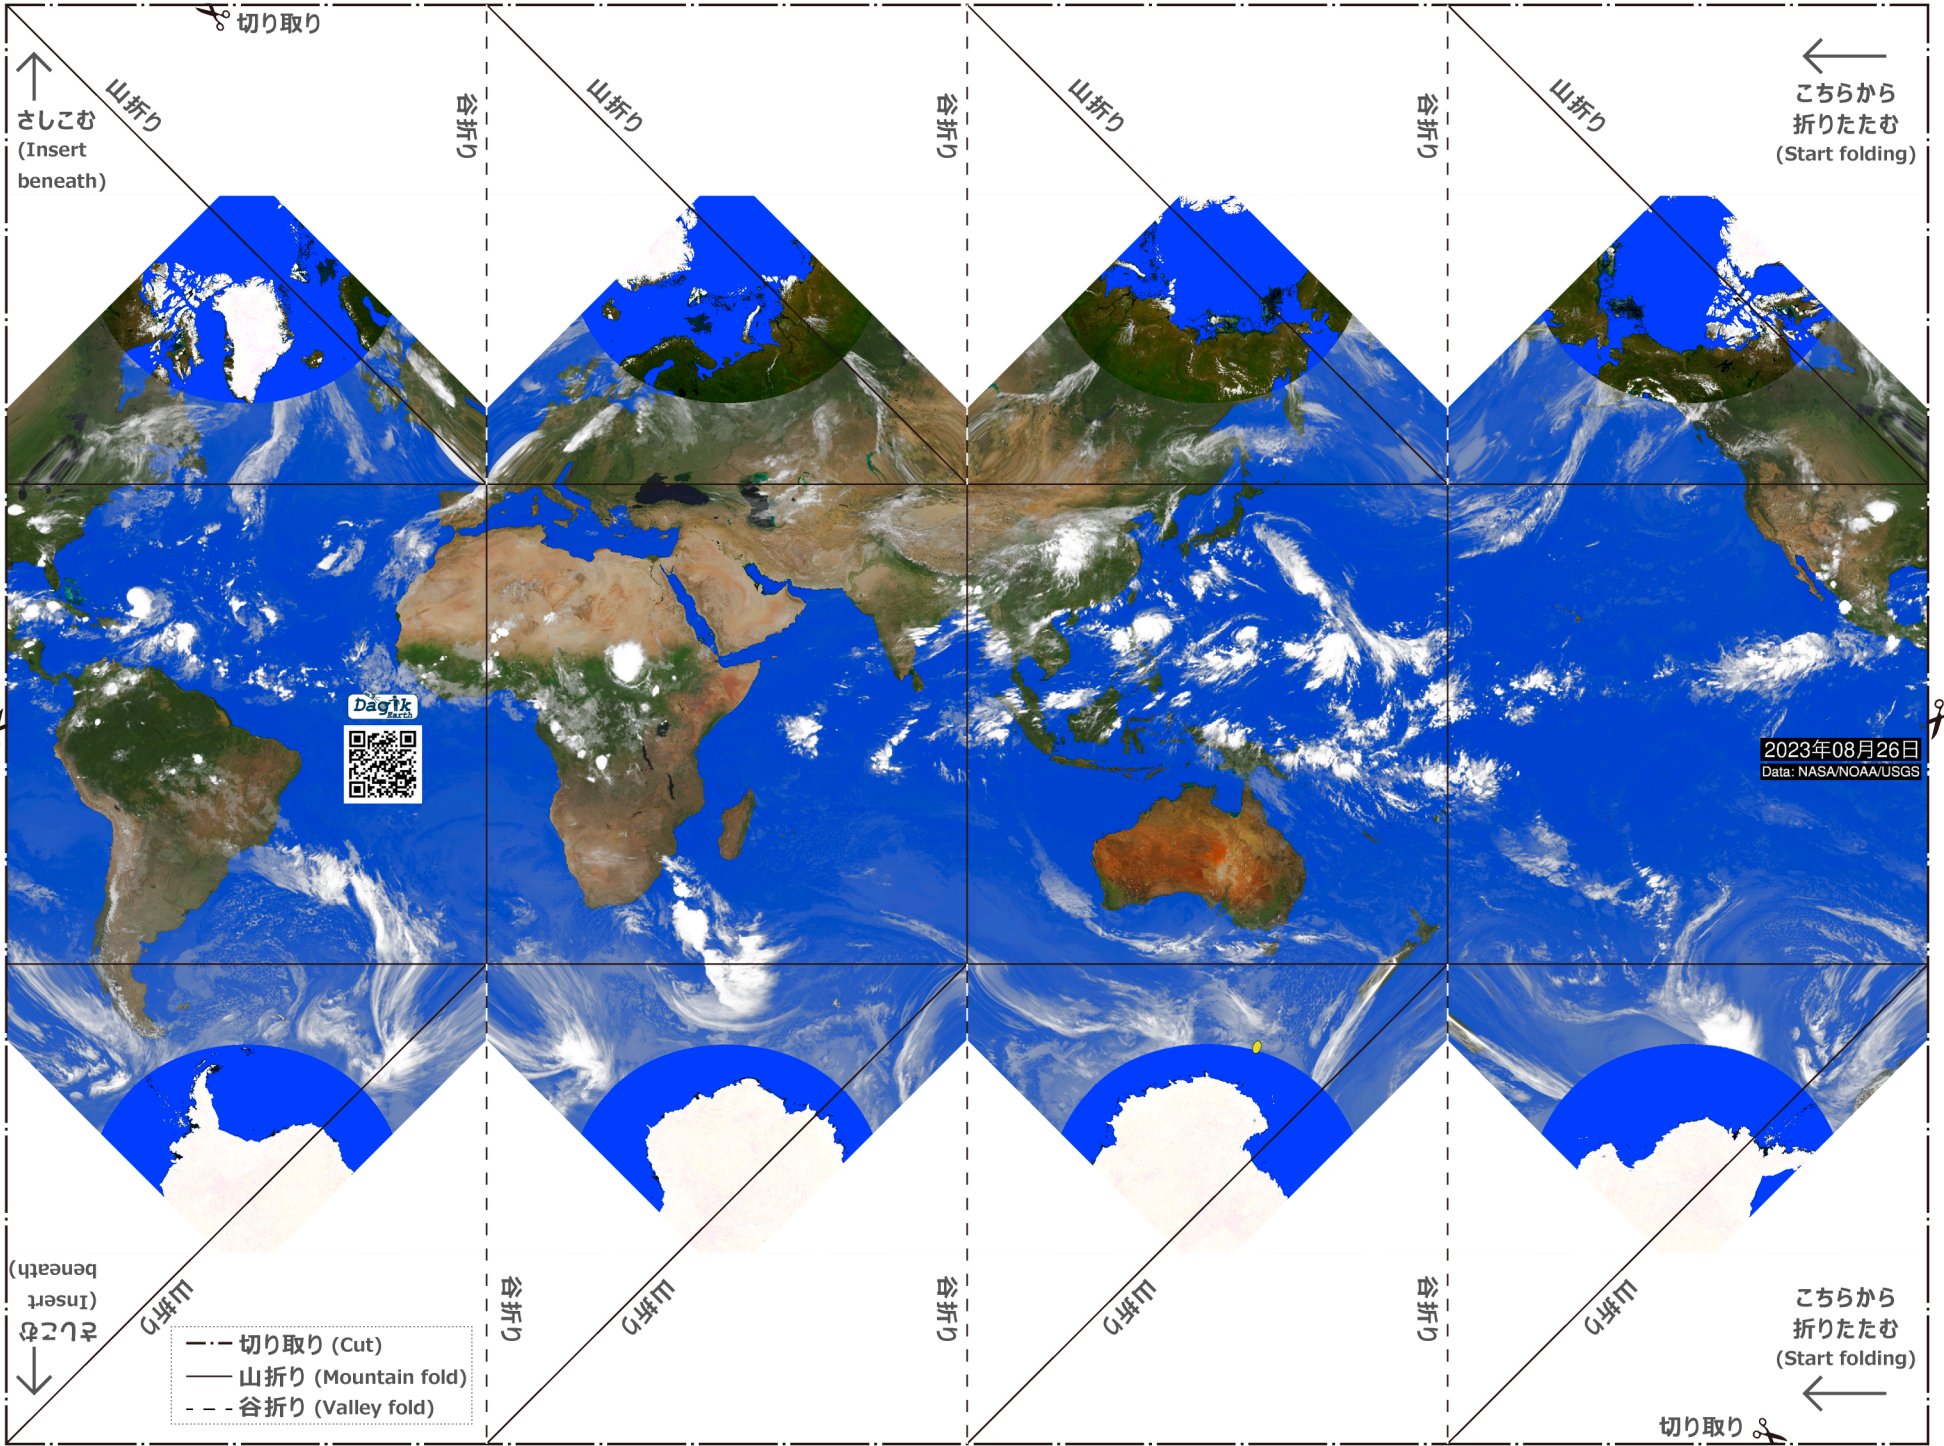 切り取り
山折り
谷折り
山折り
谷折り
山折り
谷折り
山折り
さしこむ
(Insert
beneath)
こちらから
折りたたむ
(Start folding)
Dagik
Earth
2023年08月26日
Data: NASA/NOAA/USGS
さしこむ
(Insert
beneath)
山折り
谷折り
山折り
谷折り
山折り
谷折り
山折り
こちらから
折りたたむ
(Start folding)
切り取り (Cut)
山折り (Mountain fold)
谷折り (Valley fold)
切り取り